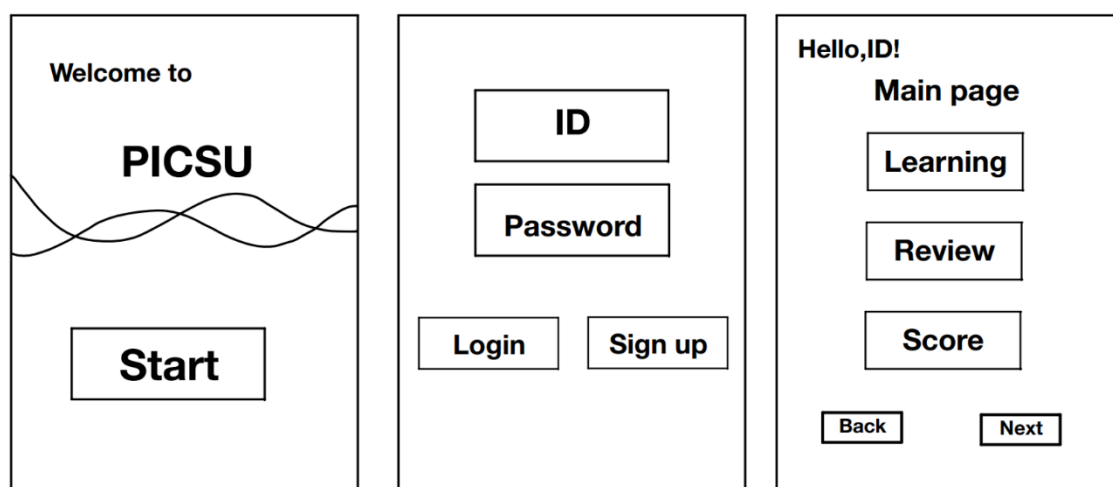 Welcome to
PICSU
Start
ID
Password
Login
Sign up
Hello,ID!
Main page
Learning
Review
Score
Back
Next